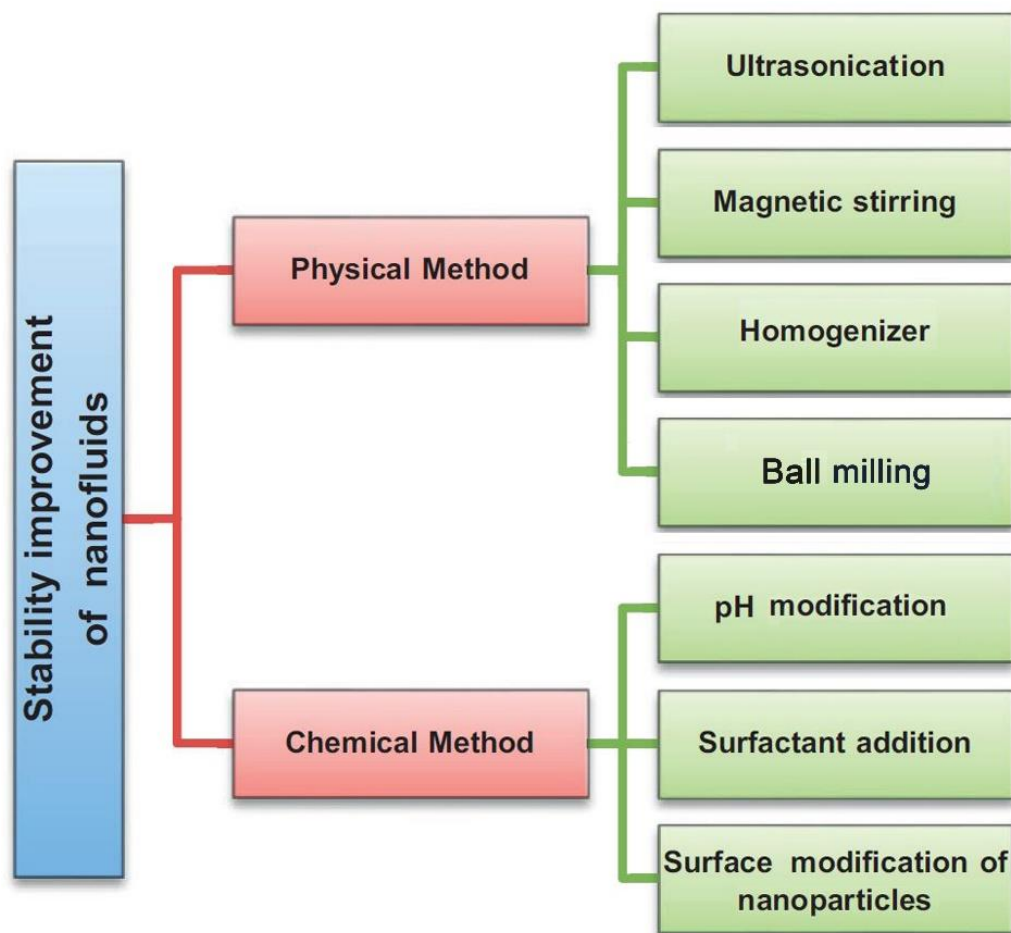 Stability improvement
of nanofluids
Physical Method
Ultrasonication
Magnetic stirring
Homogenizer
Ball milling
Chemical Method
pH modification
Surfactant addition
Surface modification of
nanoparticles